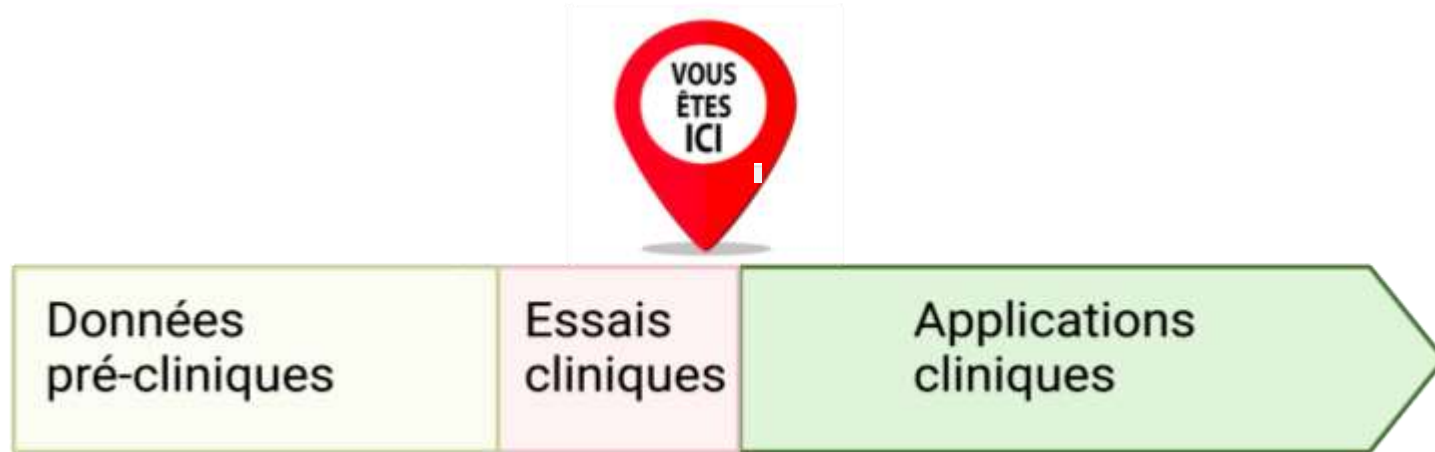 VOUS
ÊTES
ICI
Données
pré-cliniques
Essais
cliniques
Applications
cliniques